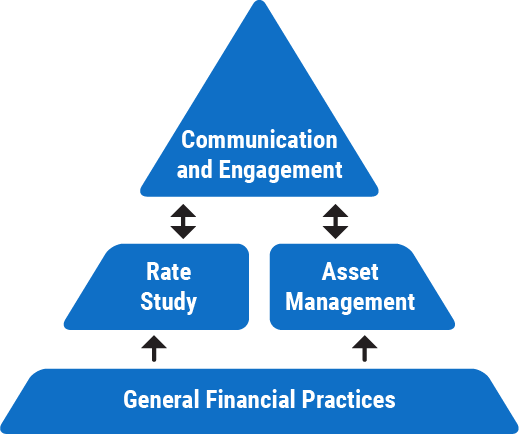 Communication
and Engagement
Rate
Study
Asset
Management
General Financial Practices